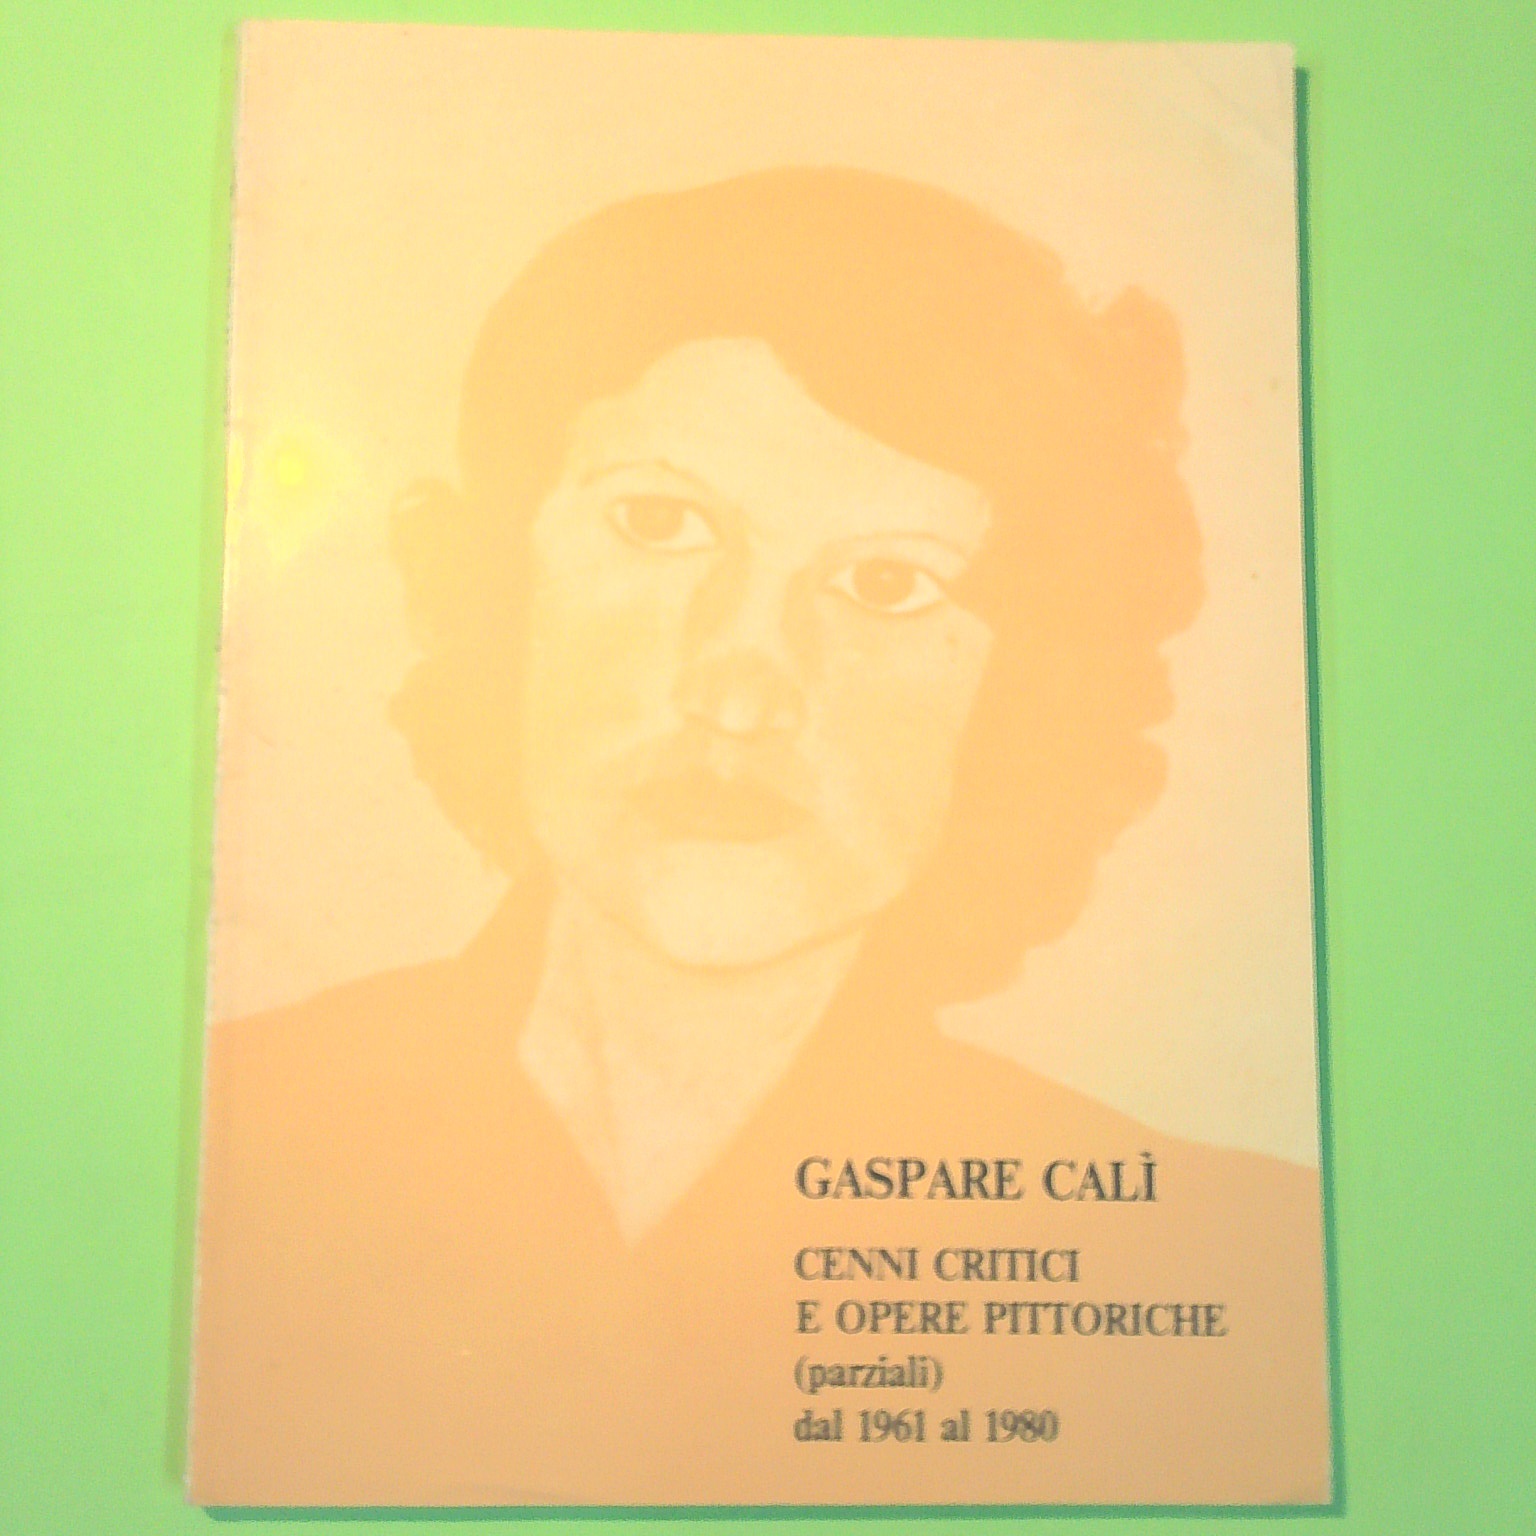 GASPARE CALÌ
CENNI CRITICI
E OPERE PITTORICHE
(parziali)
dal 1961 al 1980